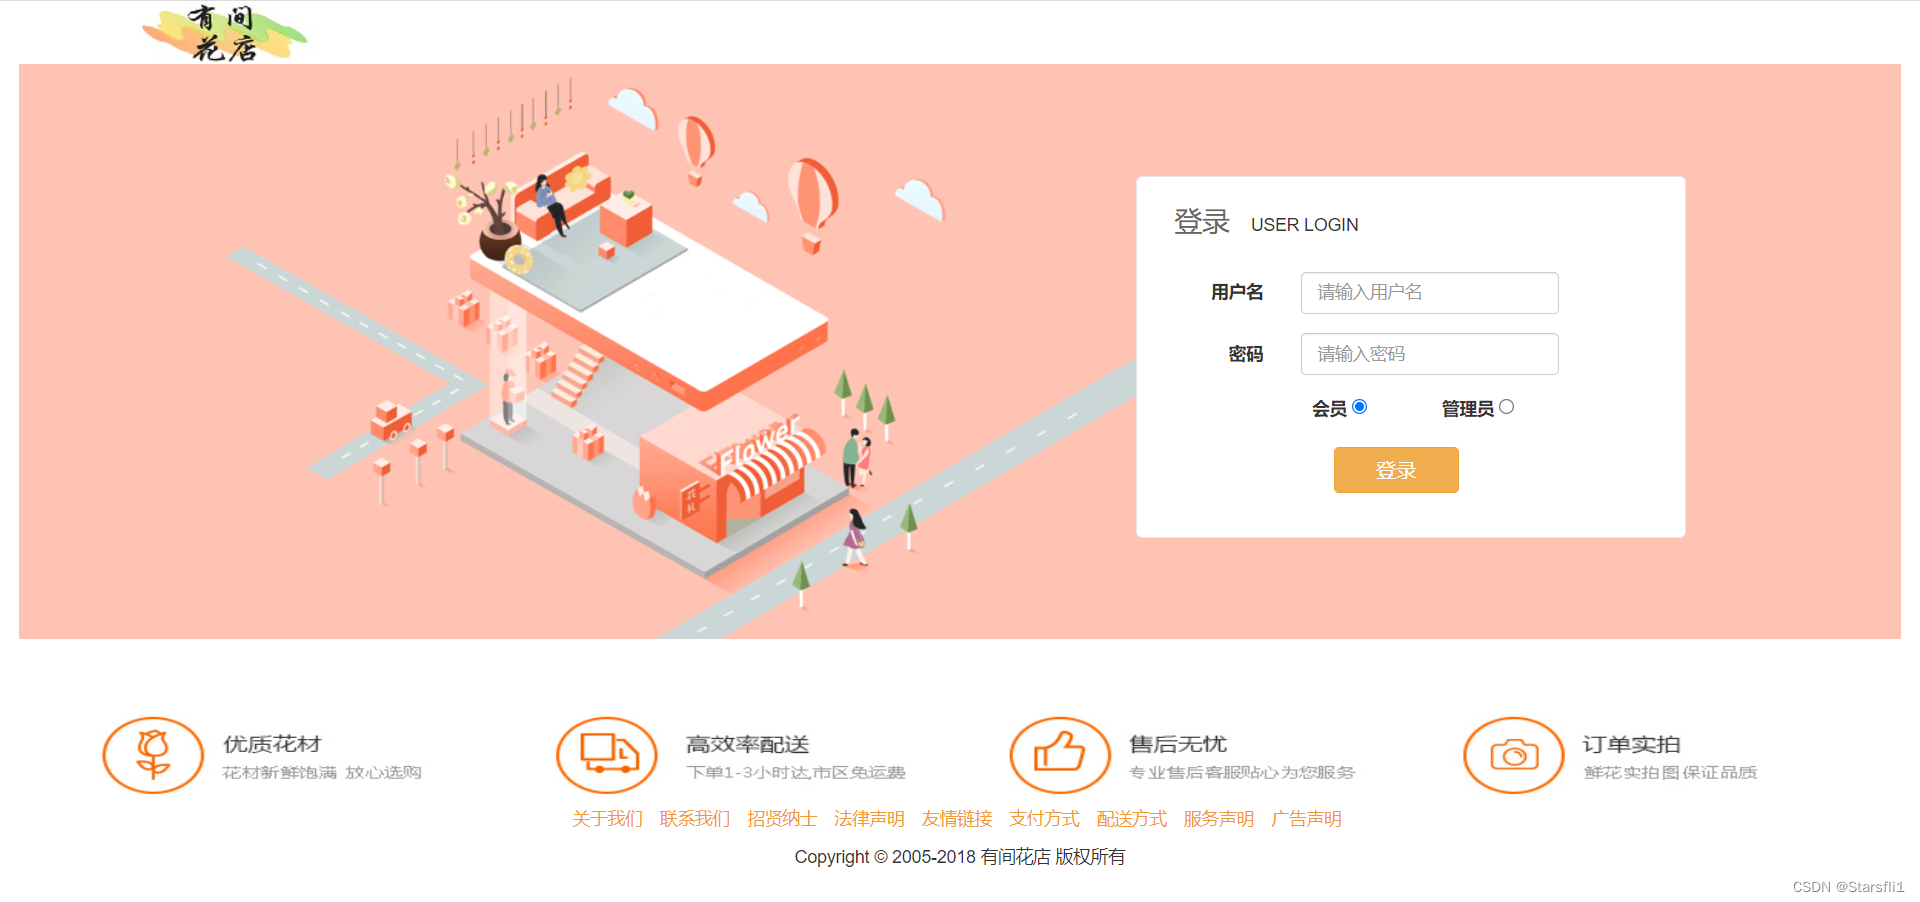 有间
花店
Flower
花礼
登录 USER LOGIN
用户名 请输入用户名
密码 请输入密码
会员 管理员
登录
优质花材 高效率配送 售后无忧 订单实拍
花材新鲜饱满 放心选购 下单1-3小时达,市区免运费 专业售后客服贴心为您服务 鲜花实拍图保证品质
关于我们 联系我们 招贤纳士 法律声明 友情链接 支付方式 配送方式 服务声明 广告声明
Copyright © 2005-2018 有间花店 版权所有
CSDN @Starsfli1